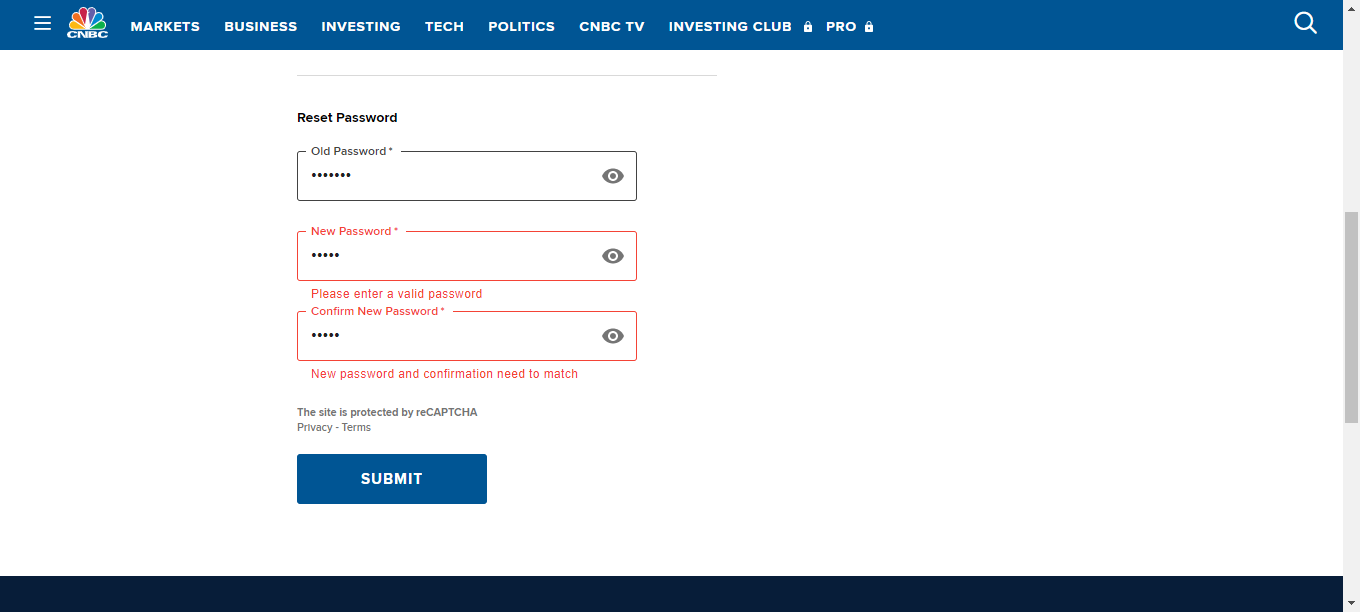 CNBC MARKETS BUSINESS INVESTING TECH POLITICS CNBC TV INVESTING CLUB PRO
Reset Password
Old Password *
•••••••
New Password *
•••••
Please enter a valid password
Confirm New Password *
•••••
New password and confirmation need to match
The site is protected by reCAPTCHA
Privacy - Terms
SUBMIT